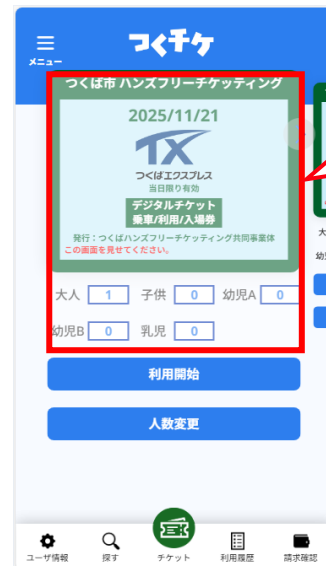 つくチケ
メニュー
つくば市 ハンズフリーチケッティング
2025/11/21
TX
つくばエクスプレス
当日限り有効
デジタルチケット
乗車/利用/入場券
発行：つくばハンズフリーチケッティング共同事業体
この画面を見せてください。
大人 1 子供 0 幼児A 0
幼児B 0 乳児 0
利用開始
人数変更
ユーザ情報 探す チケット 利用履歴 請求確認